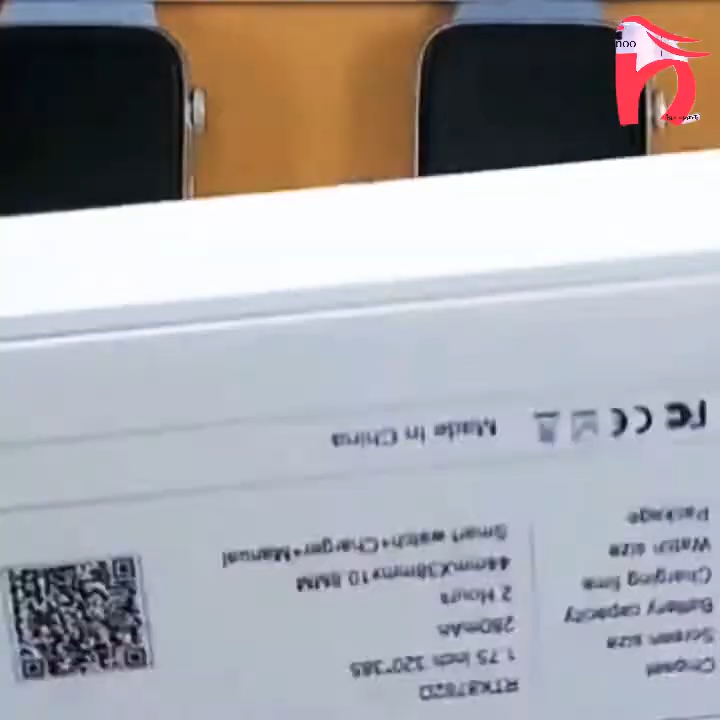 Chipset RTK8762D
Screen size 1.75 inch 320*385
Battery capacity 280mAh
Charging time 2 Hours
Watch size 44mmX38mmx10.8MM
Package Smart watch+Charger+Manual
FC CE Made In China
noo